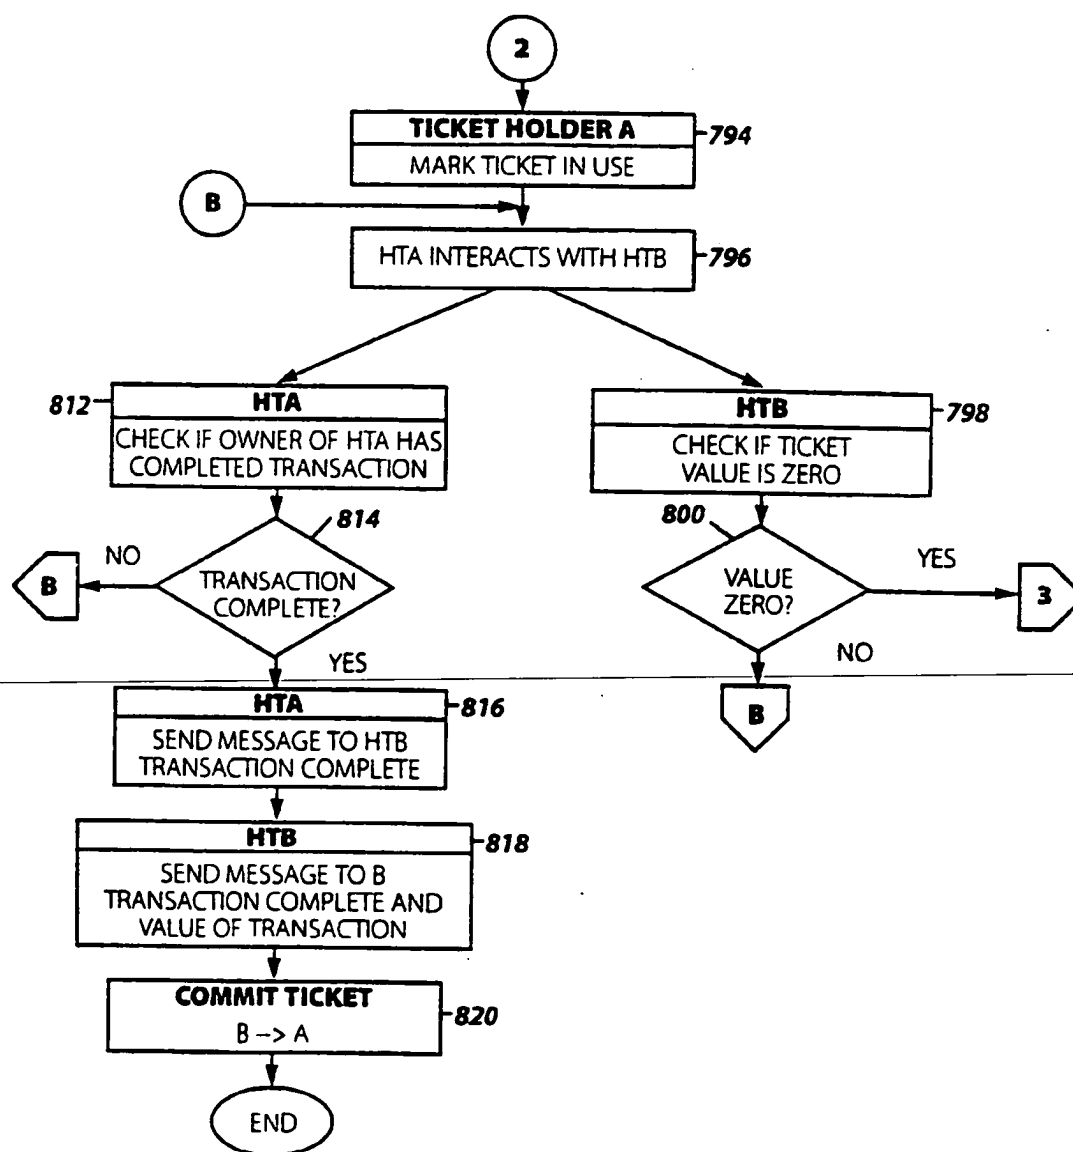 2
TICKET HOLDER A
794
MARK TICKET IN USE
B
HTA INTERACTS WITH HTB
796
812
HTA
CHECK IF OWNER OF HTA HAS
COMPLETED TRANSACTION
HTB
798
CHECK IF TICKET
VALUE IS ZERO
814
NO
B
TRANSACTION
COMPLETE?
YES
800
VALUE
ZERO?
YES
3
NO
B
HTA
816
SEND MESSAGE TO HTB
TRANSACTION COMPLETE
HTB
818
SEND MESSAGE TO B
TRANSACTION COMPLETE AND
VALUE OF TRANSACTION
COMMIT TICKET
820
B –> A
END